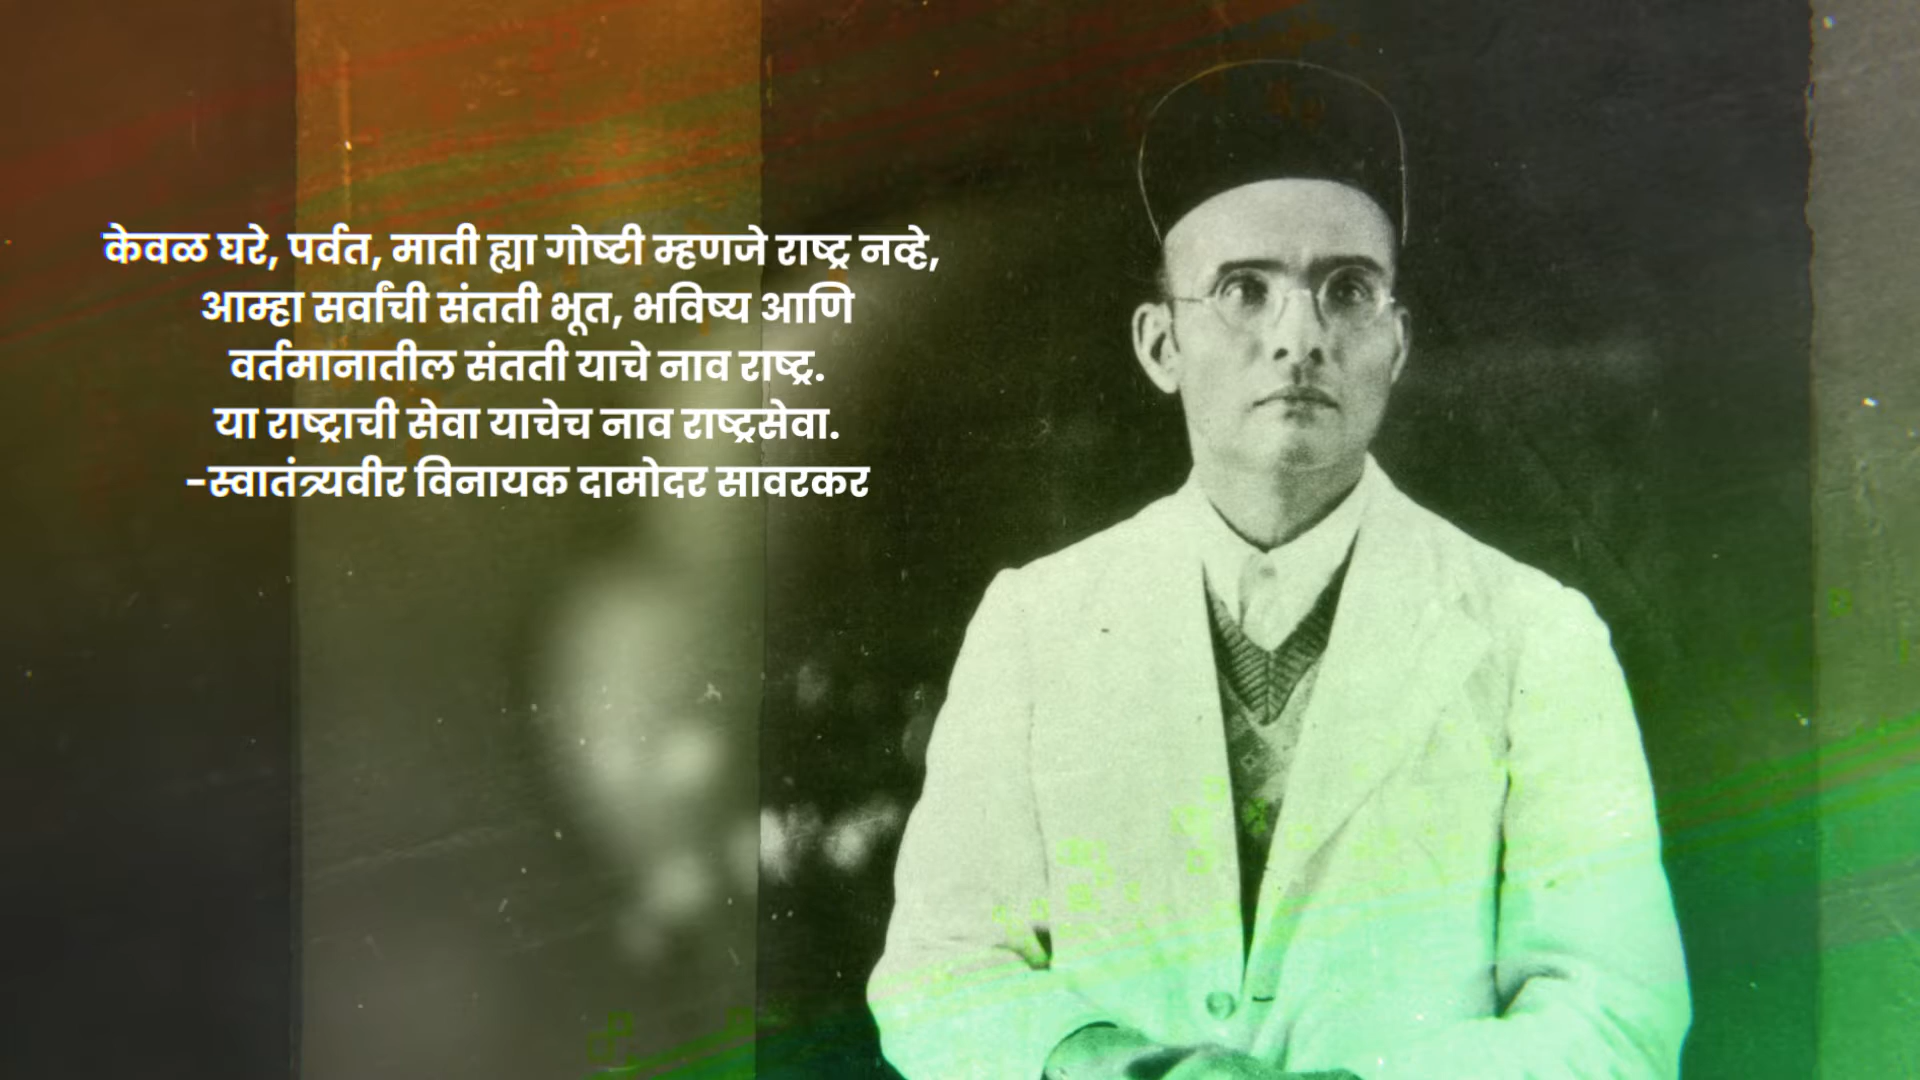 केवळ घरे, पर्वत, माती ह्या गोष्टी म्हणजे राष्ट्र नव्हे,
आम्हा सर्वांची संतती भूत, भविष्य आणि
वर्तमानातील संतती याचे नाव राष्ट्र.
या राष्ट्राची सेवा याचेच नाव राष्ट्रसेवा.
-स्वातंत्र्यवीर विनायक दामोदर सावरकर